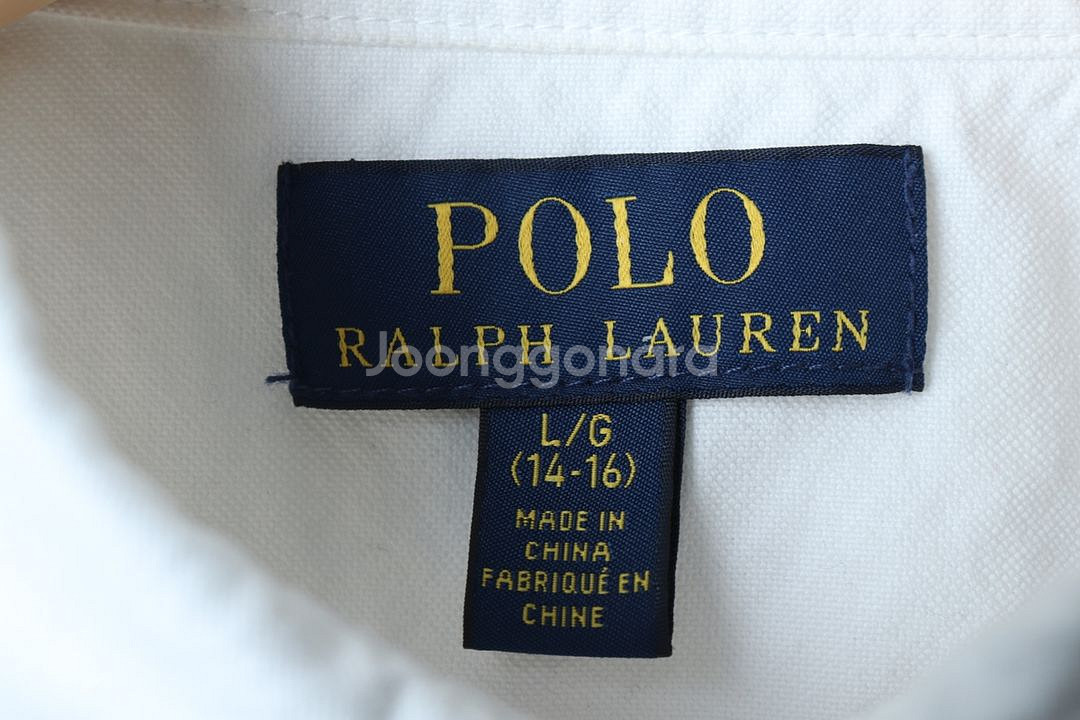 POLO
RALPH LAUREN
Joonggonara
L/G
(14-16)
MADE IN
CHINA
FABRIQUÉ EN
CHINE